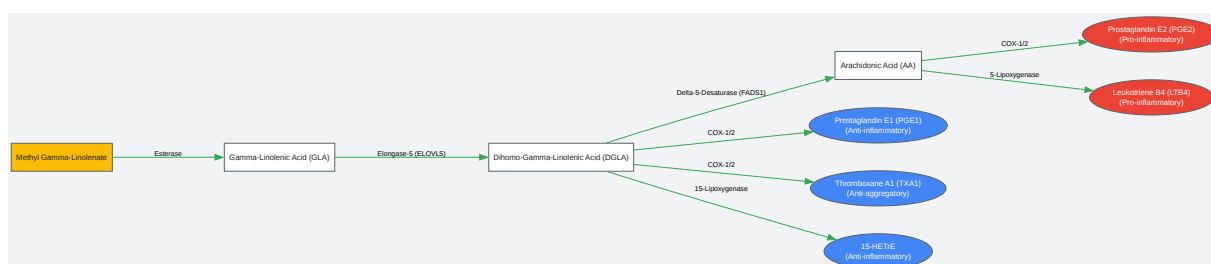 Methyl Gamma-Linolenate
Esterase
Gamma-Linolenic Acid (GLA)
Elongase-5 (ELOVL5)
Dihomo-Gamma-Linolenic Acid (DGLA)
Delta-5-Desaturase (FADS1)
COX-1/2
COX-1/2
15-Lipoxygenase
Arachidonic Acid (AA)
Prostaglandin E1 (PGE1)
(Anti-inflammatory)
Thromboxane A1 (TXA1)
(Anti-aggregatory)
15-HETrE
(Anti-inflammatory)
COX-1/2
5-Lipoxygenase
Prostaglandin E2 (PGE2)
(Pro-inflammatory)
Leukotriene B4 (LTB4)
(Pro-inflammatory)